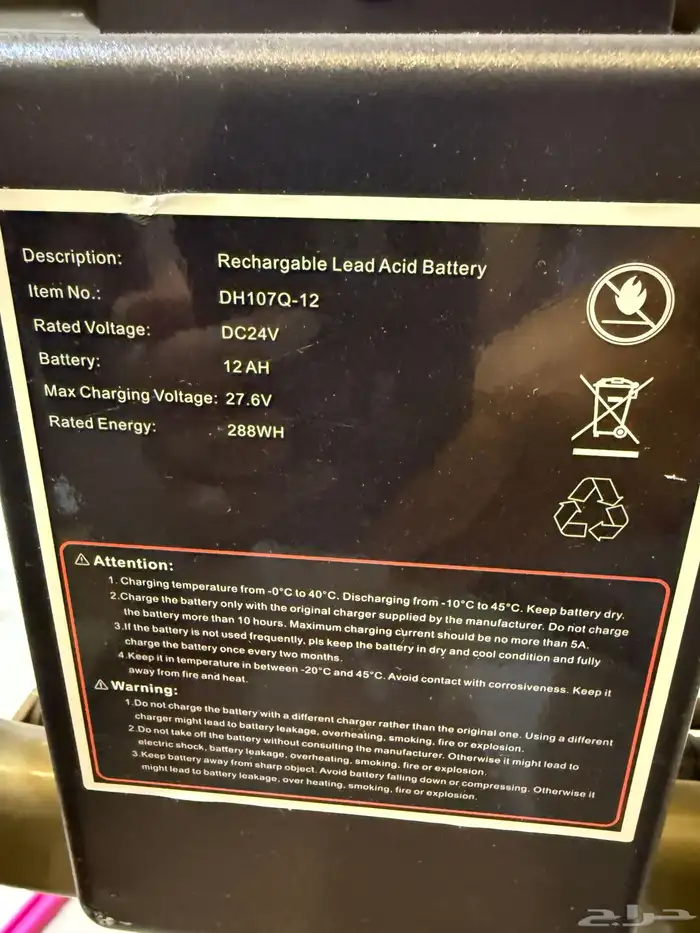 Description: Rechargable Lead Acid Battery
Item No.: DH107Q-12
Rated Voltage: DC24V
Battery: 12 AH
Max Charging Voltage: 27.6V
Rated Energy: 288WH
Attention:
1. Charging temperature from -0°C to 40°C. Discharging from -10°C to 45°C. Keep battery dry.
2.Charge the battery only with the original charger supplied by the manufacturer. Do not charge
the battery more than 10 hours. Maximum charging current should be no more than 5A.
3.If the battery is not used frequently, pls keep the battery in dry and cool condition and fully
charge the battery once every two months.
4.Keep it in temperature in between -20°C and 45°C. Avoid contact with corrosiveness. Keep it
away from fire and heat.
Warning:
1.Do not charge the battery with a different charger rather than the original one. Using a different
charger might lead to battery leakage, overheating, smoking, fire or explosion.
2.Do not take off the battery without consulting the manufacturer. Otherwise it might lead to
electric shock, battery leakage, overheating, smoking, fire or explosion.
3.Keep battery away from sharp object. Avoid battery falling down or compressing. Otherwise it
might lead to battery leakage, over heating, smoking, fire or explosion.
حراج